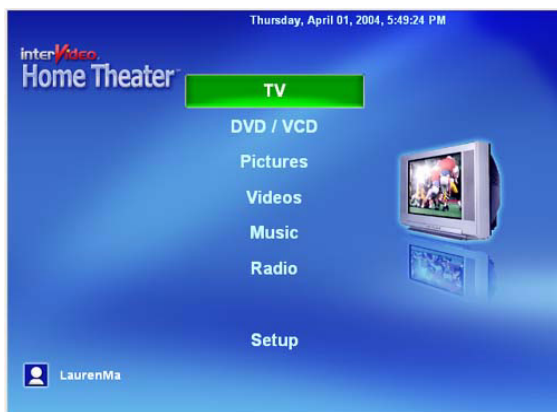 Thursday, April 01, 2004, 5:49:24 PM
interVideo.
Home Theater™
TV
DVD / VCD
Pictures
Videos
Music
Radio
Setup
LaurenMa